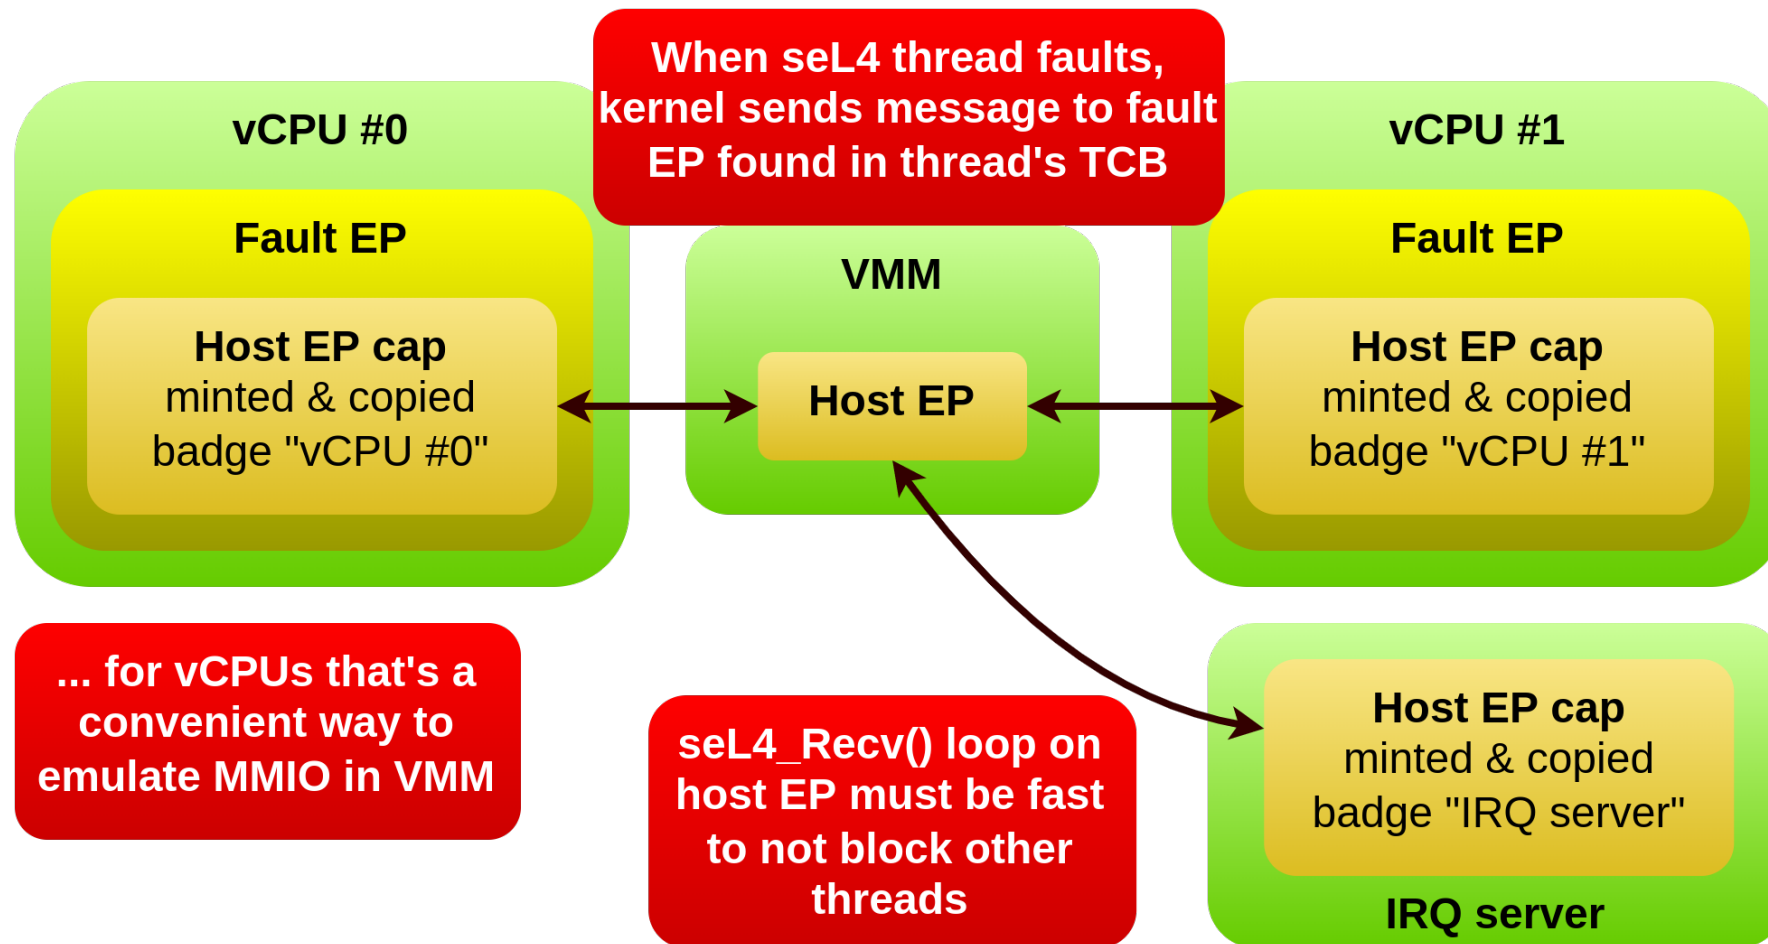 When seL4 thread faults,
kernel sends message to fault
EP found in thread's TCB
vCPU #0
Fault EP
Host EP cap
minted & copied
badge "vCPU #0"
VMM
Host EP
vCPU #1
Fault EP
Host EP cap
minted & copied
badge "vCPU #1"
... for vCPUs that's a
convenient way to
emulate MMIO in VMM
seL4_Recv() loop on
host EP must be fast
to not block other
threads
Host EP cap
minted & copied
badge "IRQ server"
IRQ server